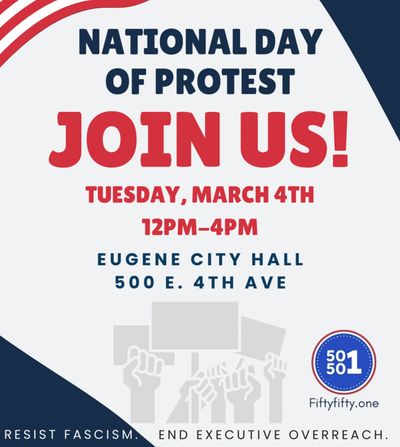 NATIONAL DAY
OF PROTEST
JOIN US!
TUESDAY, MARCH 4TH
12PM–4PM
EUGENE CITY HALL
500 E. 4TH AVE
50
50
1
Fiftyfifty.one
RESIST FASCISM. END EXECUTIVE OVERREACH.